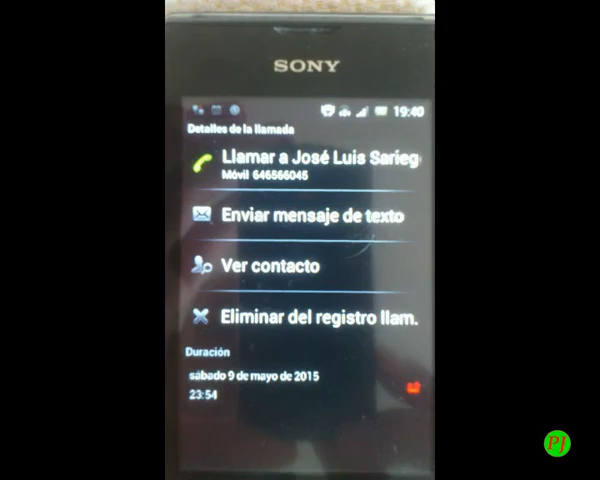 SONY
19:40
Detalles de la llamada
Llamar a José Luis Sarieg
Móvil 646566045
Enviar mensaje de texto
Ver contacto
Eliminar del registro llam.
Duración
sábado 9 de mayo de 2015
23:54
PJ